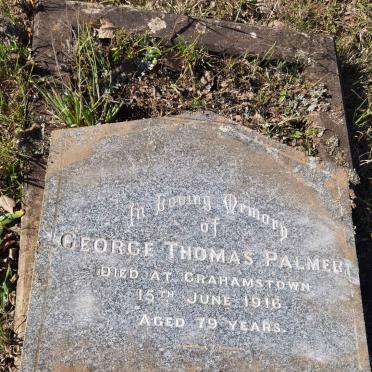 In Loving Memory
of
GEORGE THOMAS PALMER
DIED AT GRAHAMSTOWN
15TH JUNE 1916
AGED 79 YEARS.